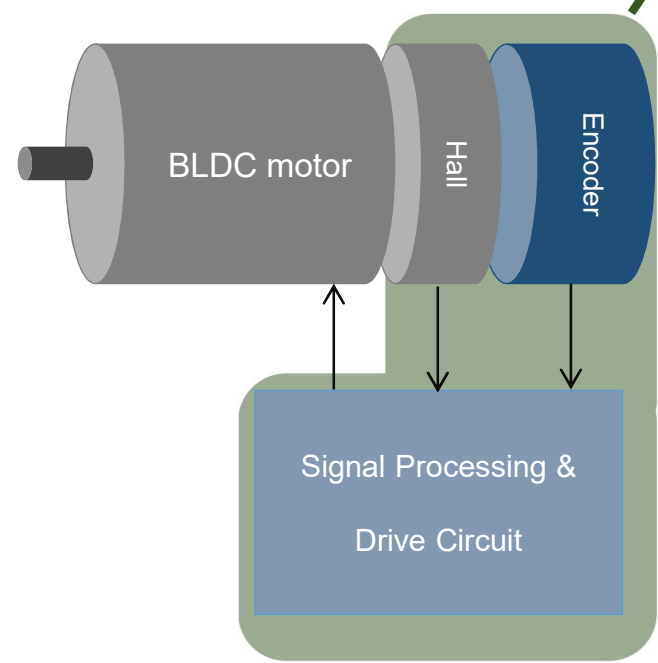 BLDC motor
Hall
Encoder
Signal Processing &
Drive Circuit